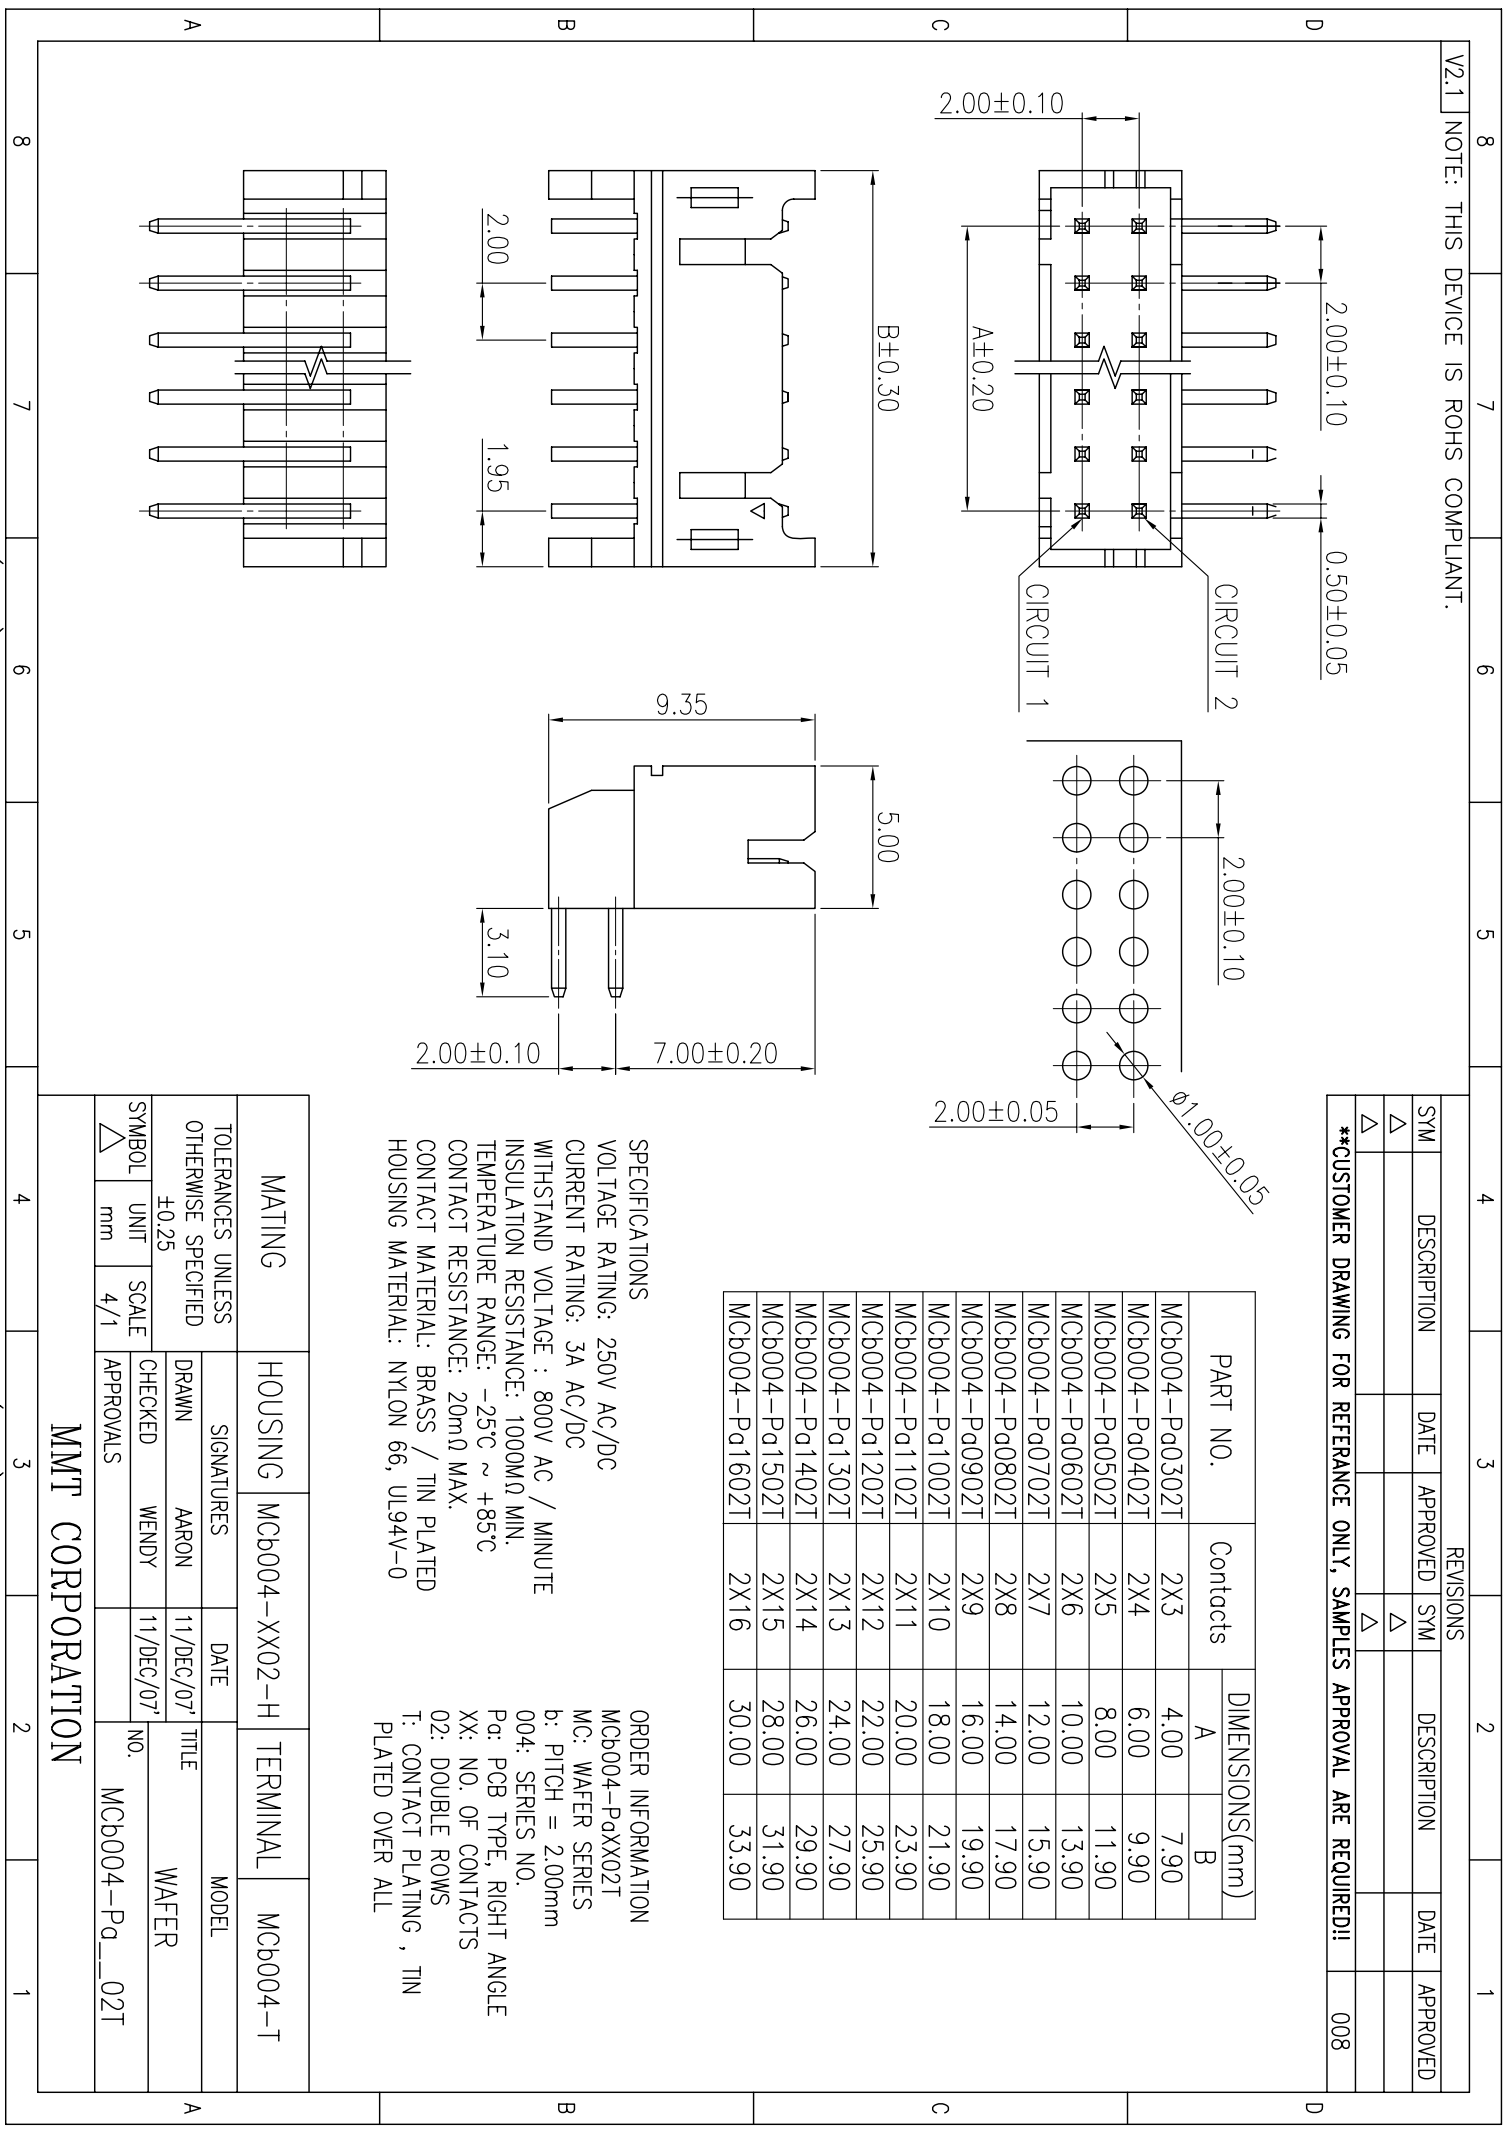 8 7 6 5 4 3 2 1
V2.1 NOTE: THIS DEVICE IS ROHS COMPLIANT.
REVISIONS
SYM DESCRIPTION DATE APPROVED SYM DESCRIPTION DATE APPROVED
△ △
△ △
**CUSTOMER DRAWING FOR REFERANCE ONLY, SAMPLES APPROVAL ARE REQUIRED!! 008
D
D
2.00±0.10
0.50±0.05
2.00±0.10
CIRCUIT 2
CIRCUIT 1
A±0.20
2.00±0.10
Ø1.00±0.05
2.00±0.05
PART NO. Contacts DIMENSIONS(mm)
A B
MCb004-Pa0302T 2X3 4.00 7.90
MCb004-Pa0402T 2X4 6.00 9.90
MCb004-Pa0502T 2X5 8.00 11.90
MCb004-Pa0602T 2X6 10.00 13.90
MCb004-Pa0702T 2X7 12.00 15.90
MCb004-Pa0802T 2X8 14.00 17.90
MCb004-Pa0902T 2X9 16.00 19.90
MCb004-Pa1002T 2X10 18.00 21.90
MCb004-Pa1102T 2X11 20.00 23.90
MCb004-Pa1202T 2X12 22.00 25.90
MCb004-Pa1302T 2X13 24.00 27.90
MCb004-Pa1402T 2X14 26.00 29.90
MCb004-Pa1502T 2X15 28.00 31.90
MCb004-Pa1602T 2X16 30.00 33.90
C
C
B±0.30
2.00
1.95
5.00
9.35
3.10
7.00±0.20
2.00±0.10
SPECIFICATIONS
VOLTAGE RATING: 250V AC/DC
CURRENT RATING: 3A AC/DC
WITHSTAND VOLTAGE : 800V AC / MINUTE
INSULATION RESISTANCE: 1000MΩ MIN.
TEMPERATURE RANGE: -25℃ ~ +85℃
CONTACT RESISTANCE: 20mΩ MAX.
CONTACT MATERIAL: BRASS / TIN PLATED
HOUSING MATERIAL: NYLON 66, UL94V-0
ORDER INFORMATION
MCb004-PaXX02T
MC: WAFER SERIES
b: PITCH = 2.00mm
004: SERIES NO.
Pa: PCB TYPE, RIGHT ANGLE
XX: NO. OF CONTACTS
02: DOUBLE ROWS
T: CONTACT PLATING , TIN
PLATED OVER ALL
B
B
MATING HOUSING MCb004-XX02-H TERMINAL MCb004-T
TOLERANCES UNLESS
OTHERWISE SPECIFIED
±0.25
SIGNATURES DATE MODEL
DRAWN AARON 11/DEC/07'
TITLE WAFER
CHECKED WENDY 11/DEC/07'
SYMBOL UNIT SCALE
△ mm 4/1
APPROVALS
NO. MCb004-Pa__02T
MMT CORPORATION
A
A
8 7 6 5 4 3 2 1